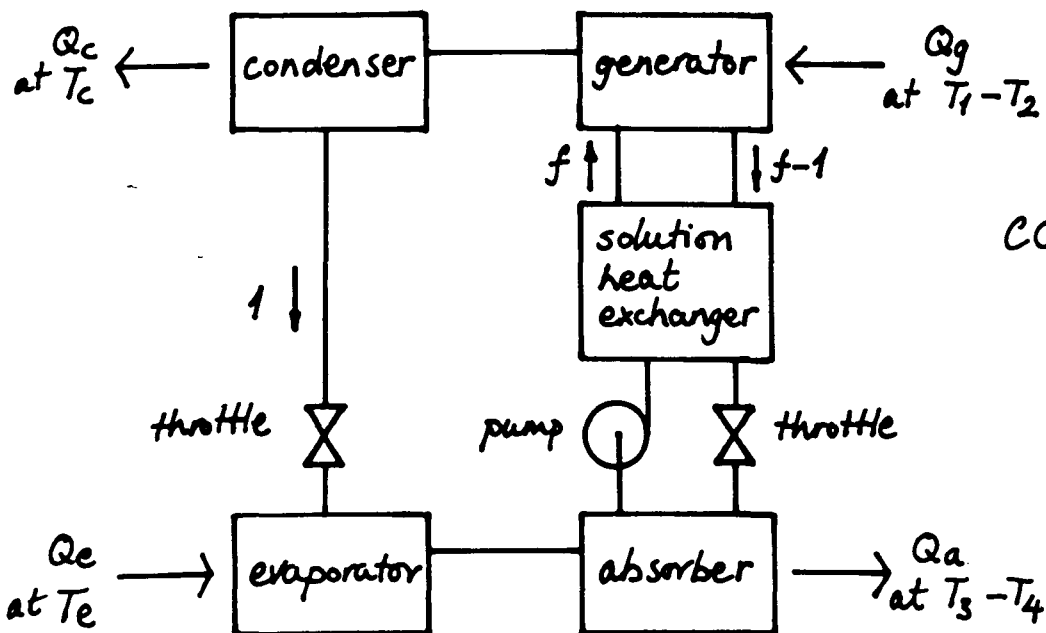 Qc
at Tc
condenser
generator
Qg
at T1-T2
f
f-1
solution
heat
exchanger
CO
1
throttle
pump
throttle
Qe
at Te
evaporator
absorber
Qa
at T3-T4